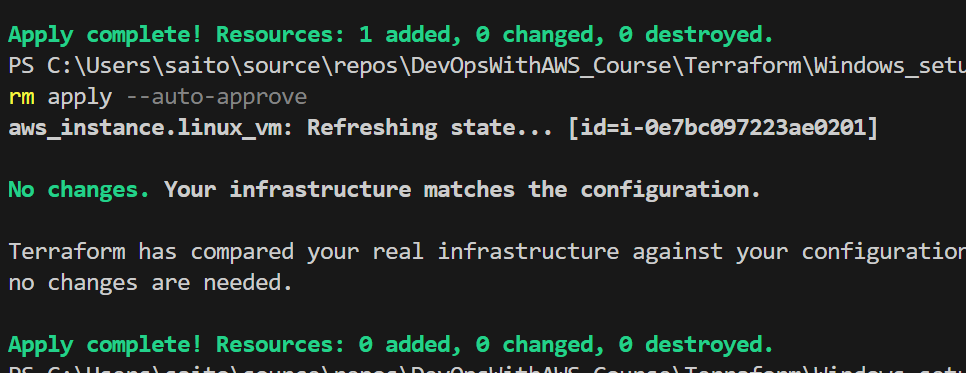 Apply complete! Resources: 1 added, 0 changed, 0 destroyed.
PS C:\Users\saito\source\repos\DevOpsWithAWS_Course\Terraform\Windows_setu
rm apply --auto-approve
aws_instance.linux_vm: Refreshing state... [id=i-0e7bc097223ae0201]
No changes. Your infrastructure matches the configuration.
Terraform has compared your real infrastructure against your configuration
no changes are needed.
Apply complete! Resources: 0 added, 0 changed, 0 destroyed.
PS C:\Users\saito\source\repos\DevOpsWithAWS_Course\Terraform\Windows_setu